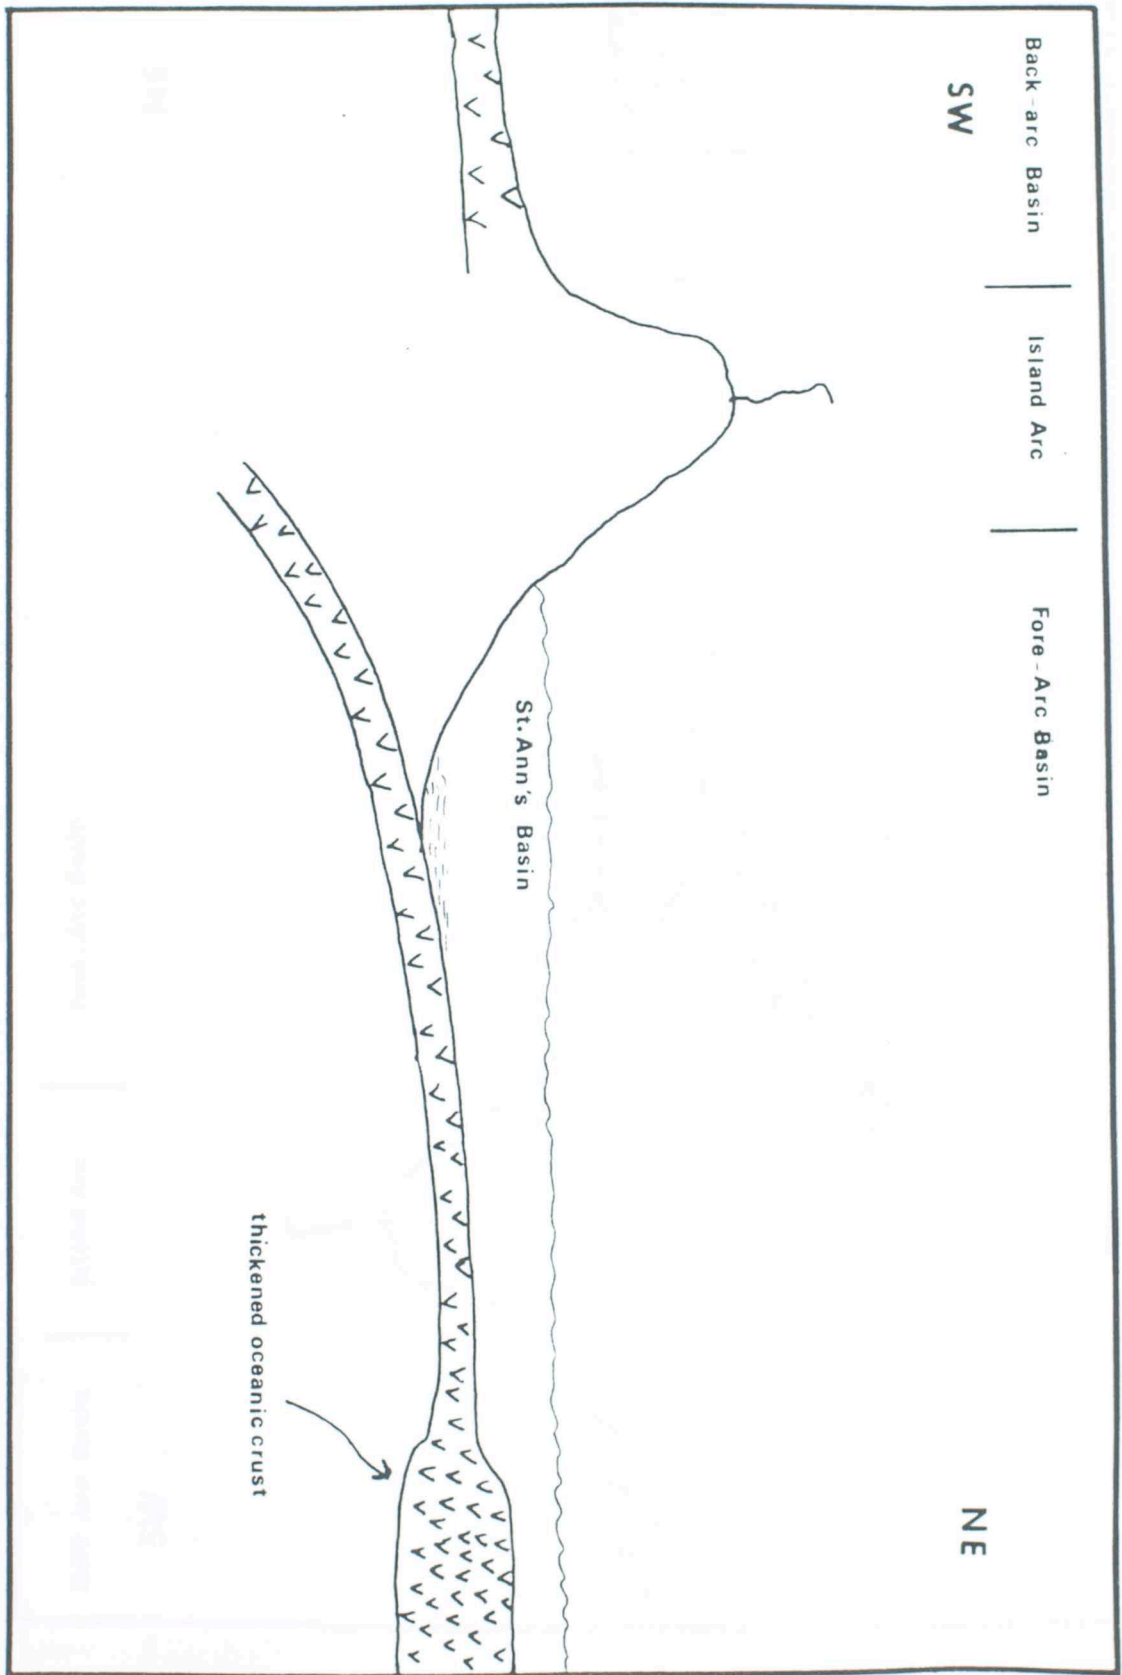 Back-arc Basin
Island Arc
Fore-Arc Basin
SW
NE
St. Ann's Basin
thickened oceanic crust